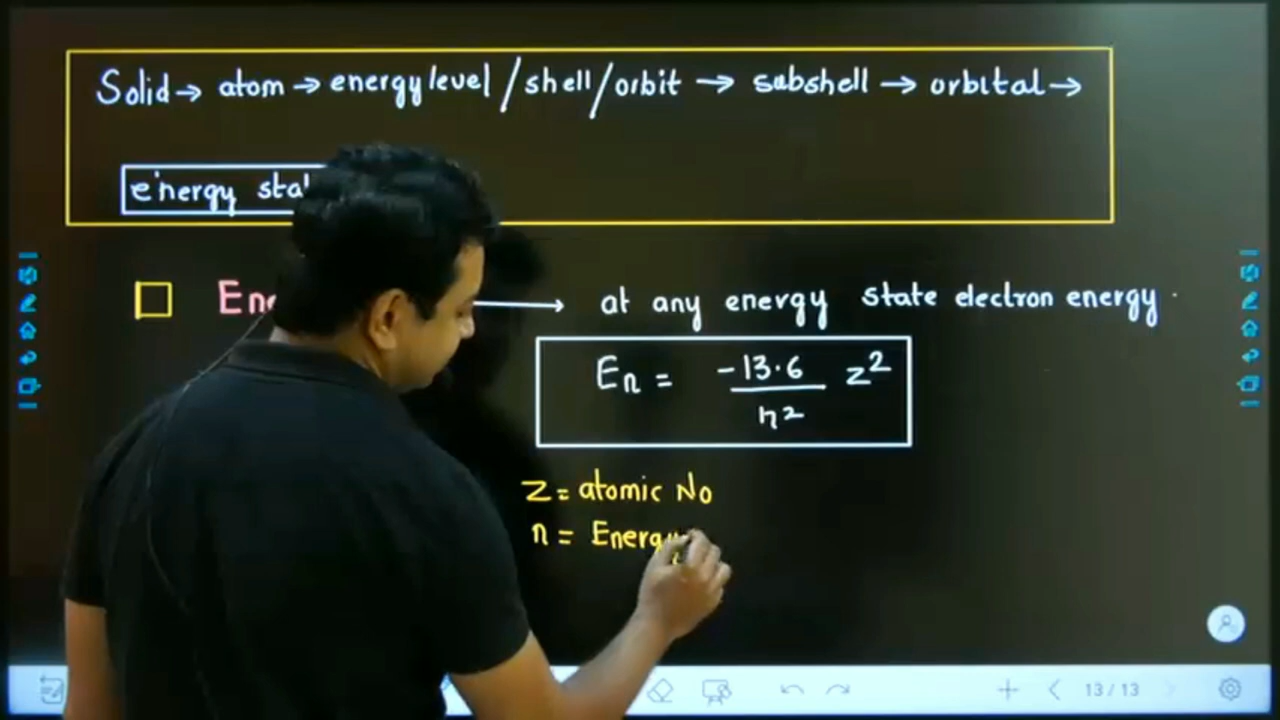 Solid → atom → energy level / shell / orbit → subshell → orbital →
energy
at any energy state electron energy
En = -13.6 / n² z²
z = atomic No
n = Energy
13 / 13